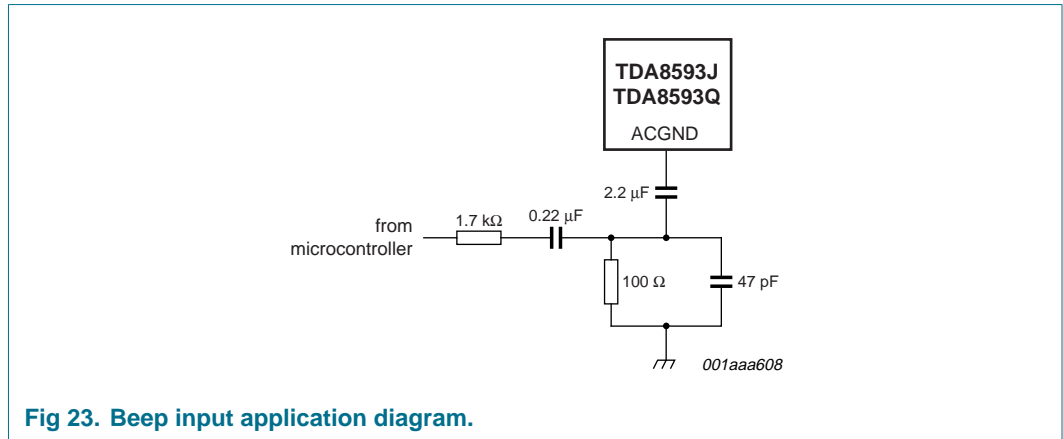 TDA8593J
TDA8593Q
ACGND
2.2 μF
from
microcontroller
1.7 kΩ
0.22 μF
100 Ω
47 pF
001aaa608
Fig 23. Beep input application diagram.